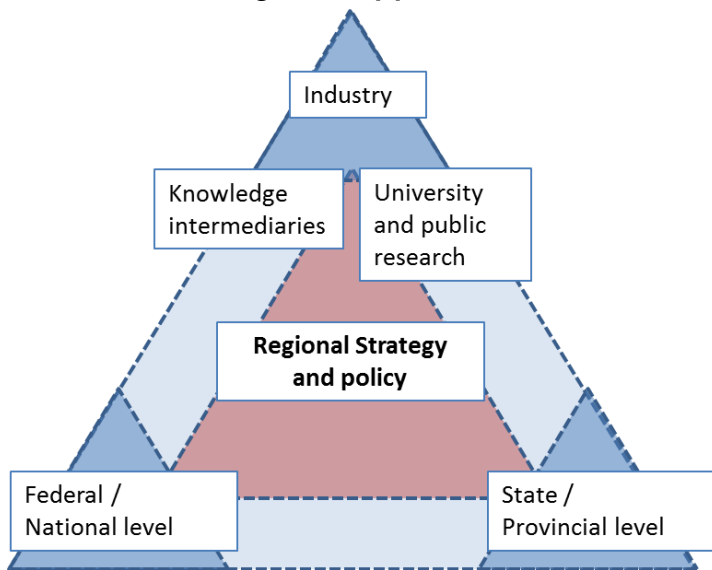 Industry
Knowledge
intermediaries
University
and public
research
Regional Strategy
and policy
Federal /
National level
State /
Provincial level